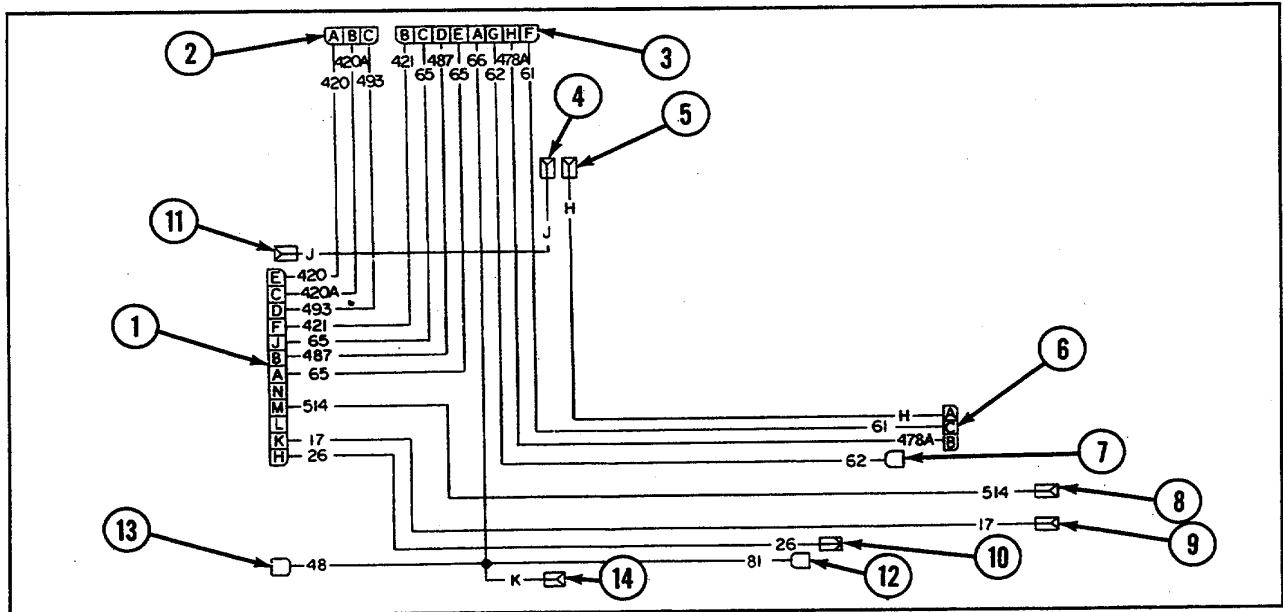 2 A B C B C D E A G H F 3
420A 421 487 66 478A
420 493 65 65 62 61
4
5
H
11
J
J
E 420
C 420A
D 493
1 F 421
J 65
B 487
A 65
N
M 514
L
K 17
H 26
6
H A
61 C
478A B
7
62
514 8
17 9
26 10
13
48 81 12
K 14